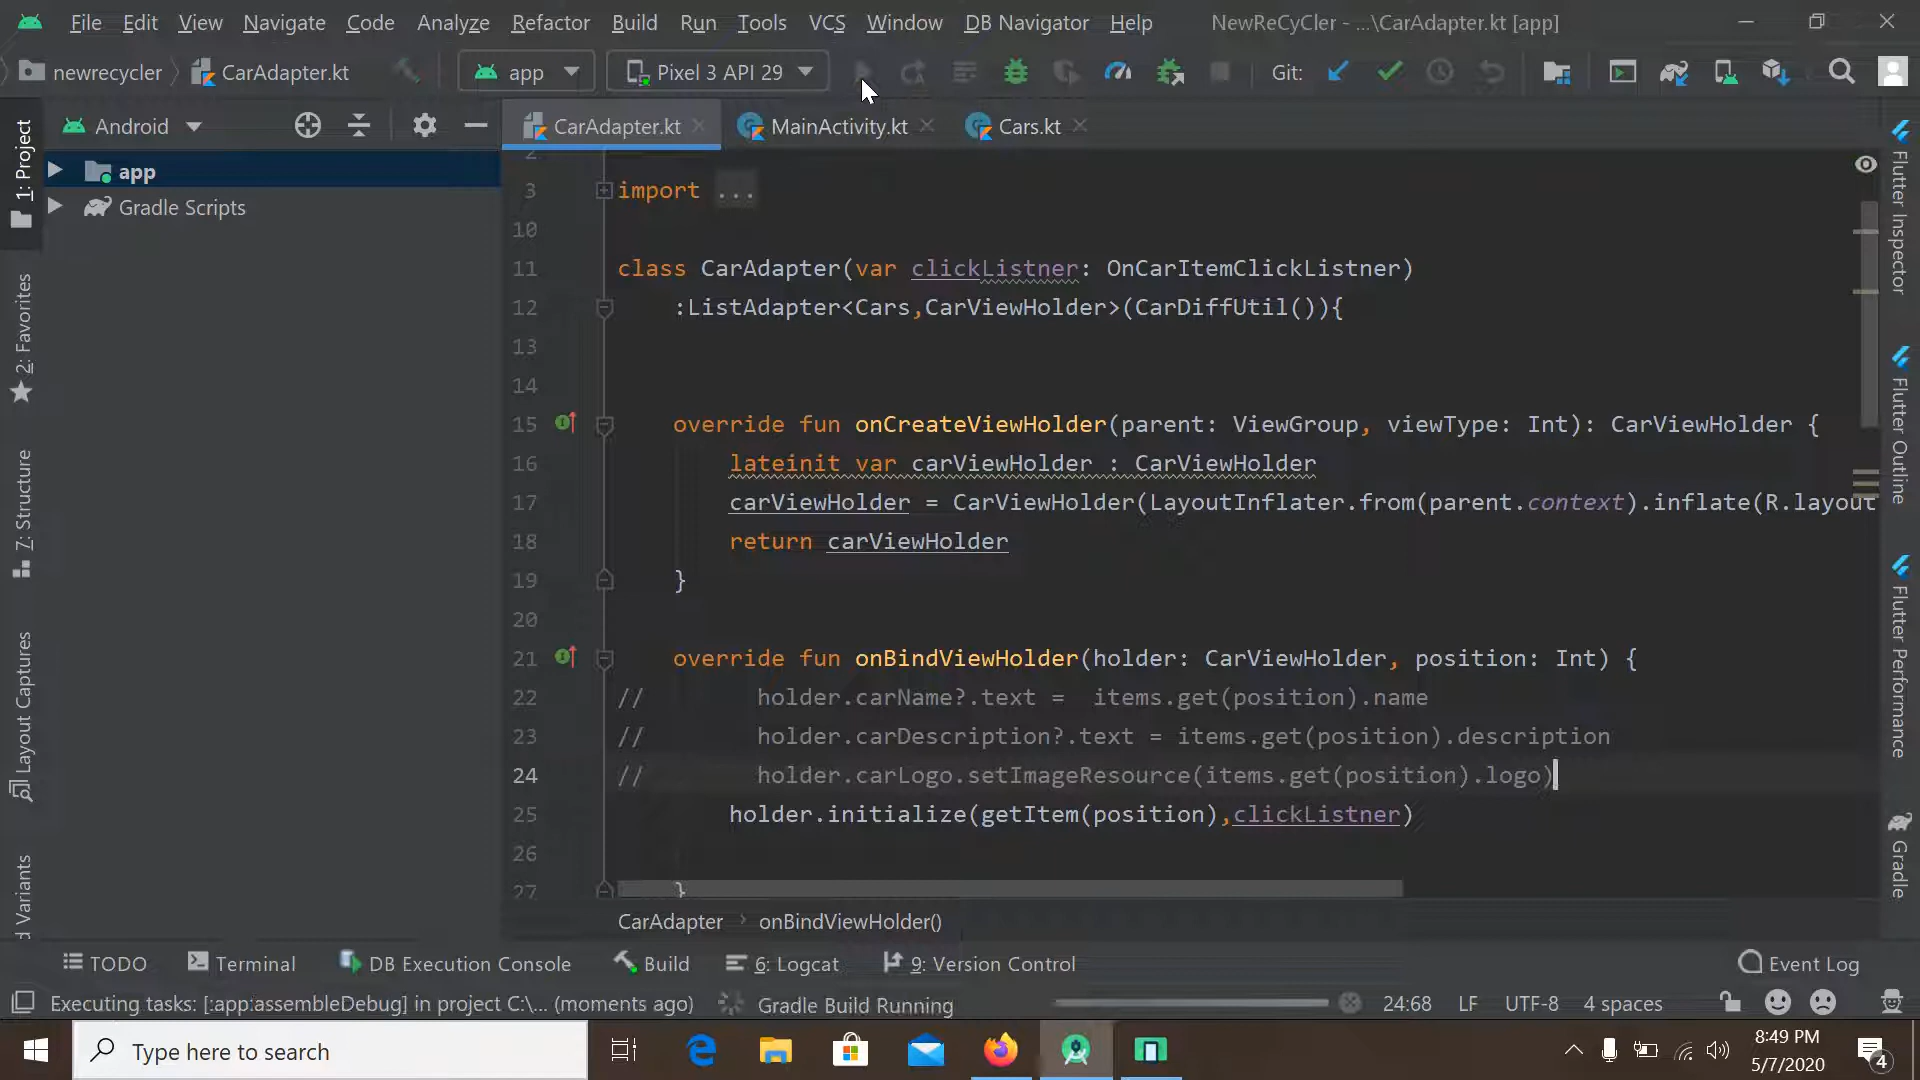 File Edit View Navigate Code Analyze Refactor Build Run Tools VCS Window DB Navigator Help NewReCyCler - ...\CarAdapter.kt [app]
newrecycler CarAdapter.kt app Pixel 3 API 29 Git:
Android CarAdapter.kt MainActivity.kt Cars.kt
1: Project
2: Favorites
7: Structure
Layout Captures
d Variants
app
Gradle Scripts
2
3 import ...
10
11 class CarAdapter(var clickListner: OnCarItemClickListner)
12 :ListAdapter<Cars,CarViewHolder>(CarDiffUtil()){
13
14
15 override fun onCreateViewHolder(parent: ViewGroup, viewType: Int): CarViewHolder {
16 lateinit var carViewHolder : CarViewHolder
17 carViewHolder = CarViewHolder(LayoutInflater.from(parent.context).inflate(R.layout
18 return carViewHolder
19 }
20
21 override fun onBindViewHolder(holder: CarViewHolder, position: Int) {
22 // holder.carName?.text = items.get(position).name
23 // holder.carDescription?.text = items.get(position).description
24 // holder.carLogo.setImageResource(items.get(position).logo)
25 holder.initialize(getItem(position),clickListner)
26
27 }
Flutter Inspector
Flutter Outline
Flutter Performance
Gradle
CarAdapter onBindViewHolder()
TODO Terminal DB Execution Console Build 6: Logcat 9: Version Control Event Log
Executing tasks: [:app:assembleDebug] in project C:\... (moments ago) Gradle Build Running 24:68 LF UTF-8 4 spaces
Type here to search
8:49 PM
5/7/2020
4